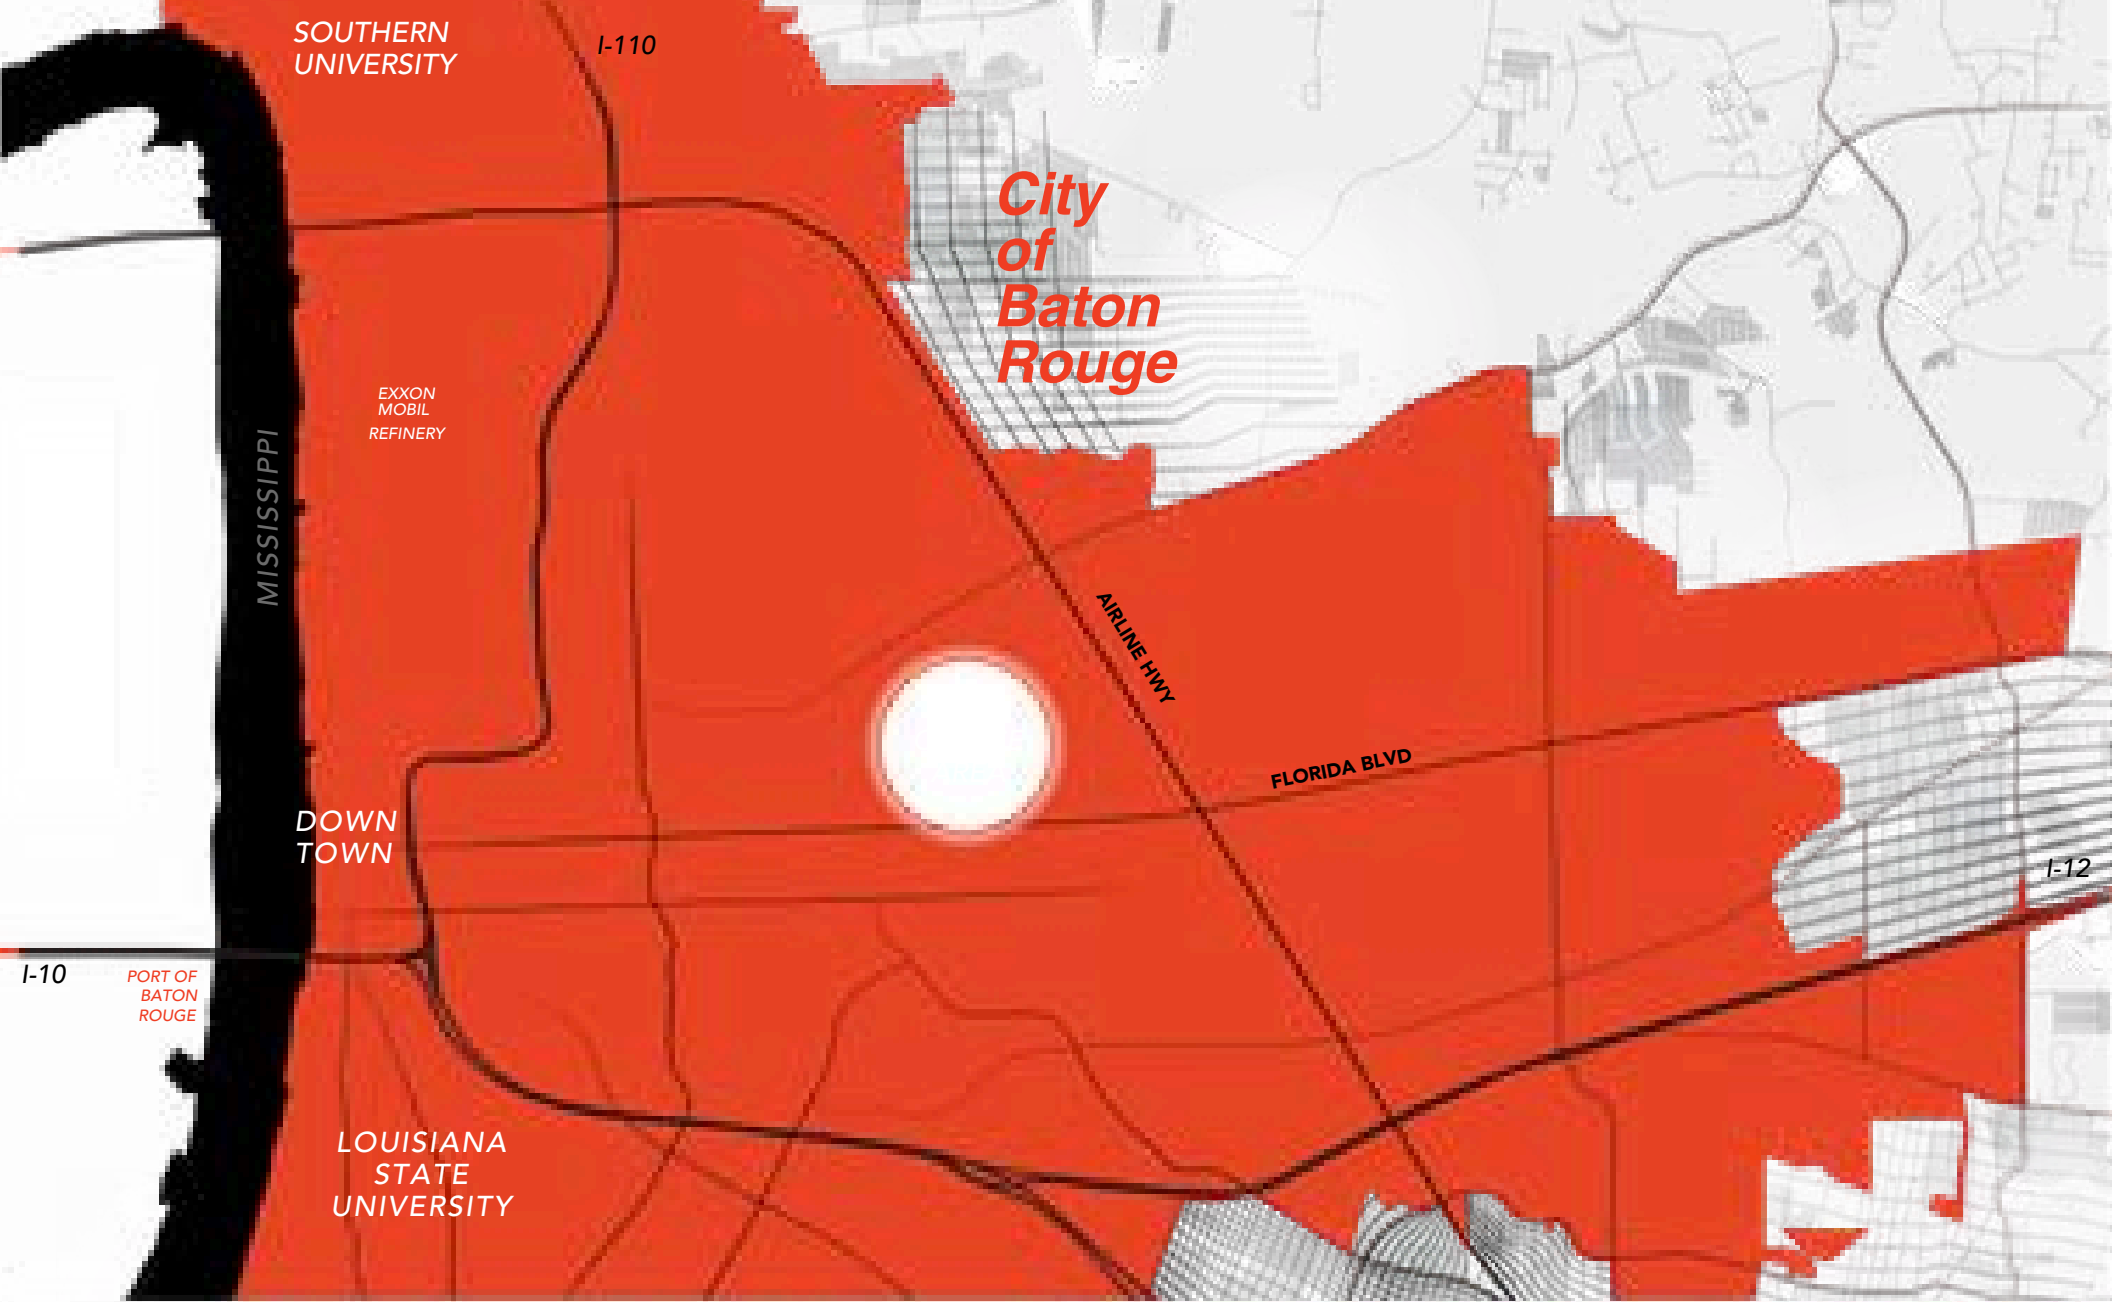 SOUTHERN
UNIVERSITY
I-110
City
of
Baton
Rouge
EXXON
MOBIL
REFINERY
MISSISSIPPI
AIRLINE HWY
FLORIDA BLVD
DOWN
TOWN
I-12
I-10
PORT OF
BATON
ROUGE
LOUISIANA
STATE
UNIVERSITY